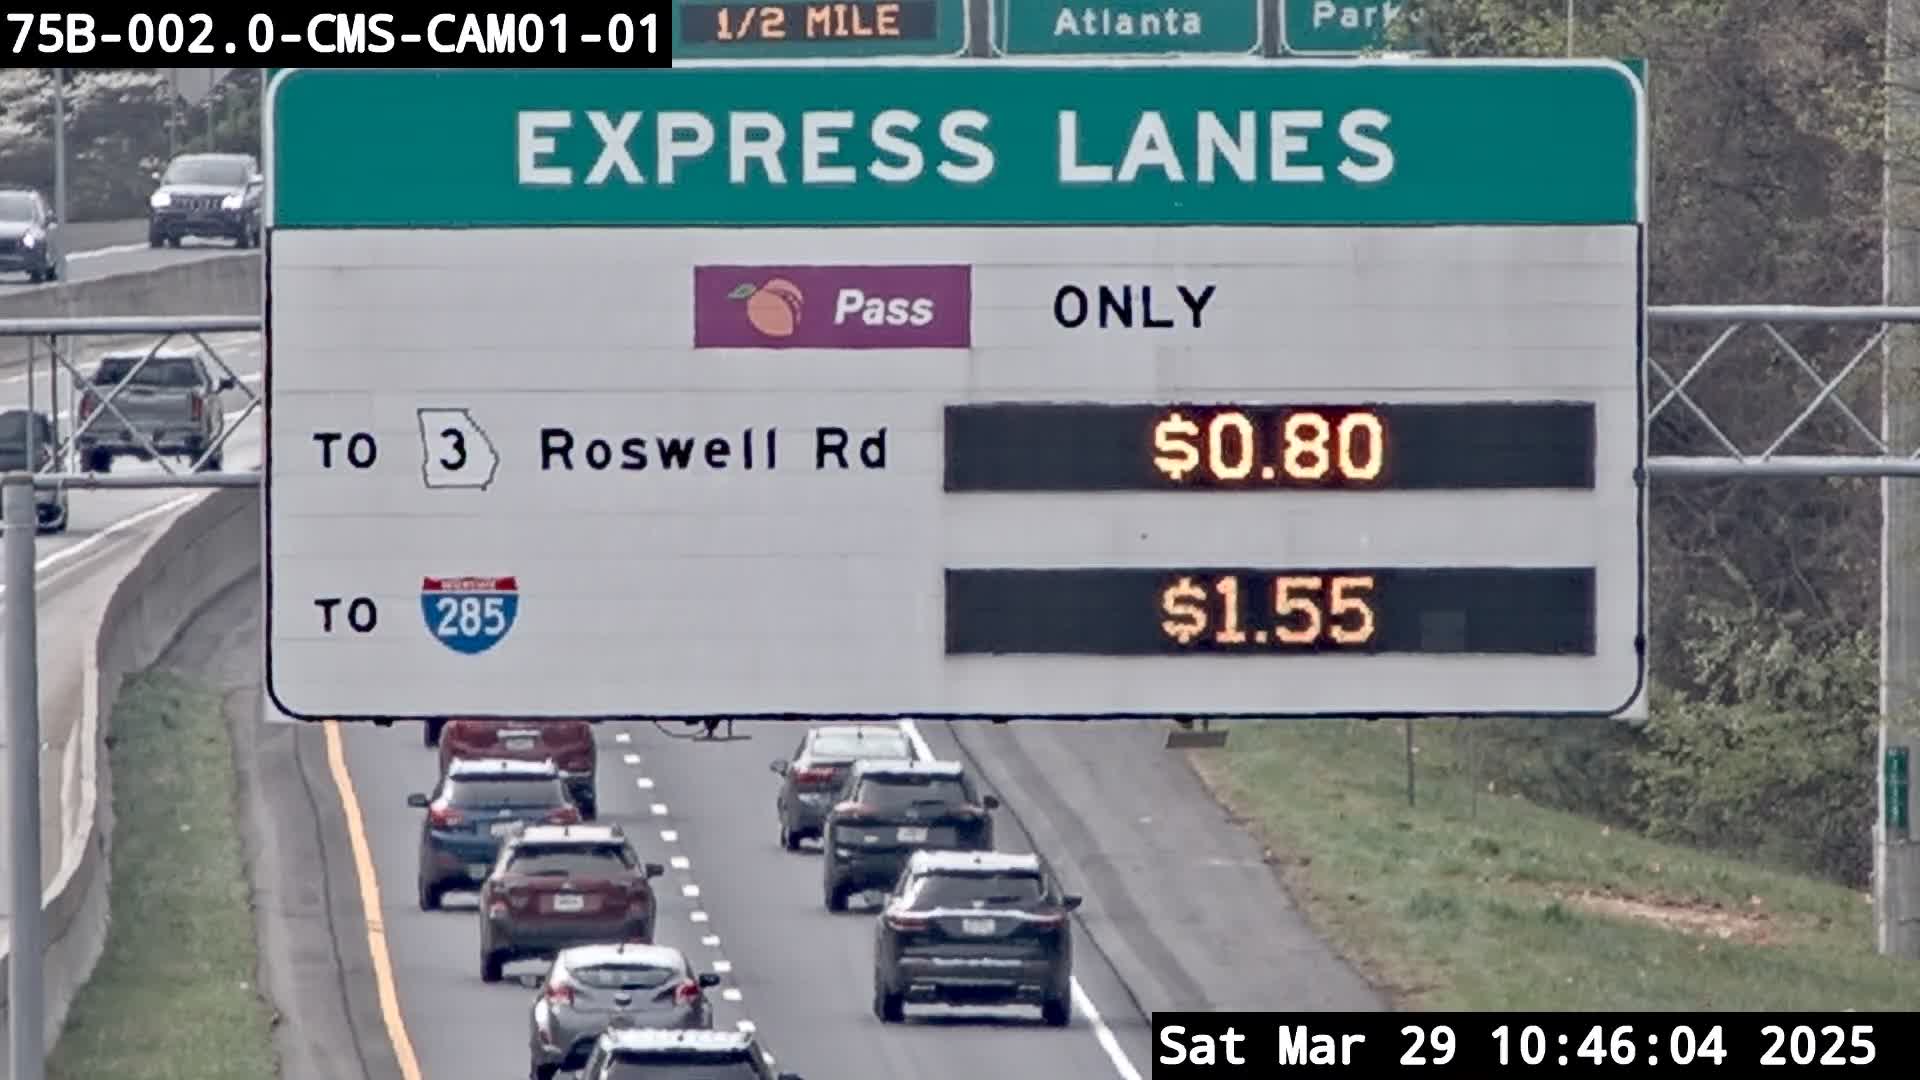 75B-002.0-CMS-CAM01-01
1/2 MILE
Atlanta
EXPRESS LANES
Pass ONLY
TO 3 Roswell Rd $0.80
TO INTERSTATE 285 $1.55
Sat Mar 29 10:46:04 2025